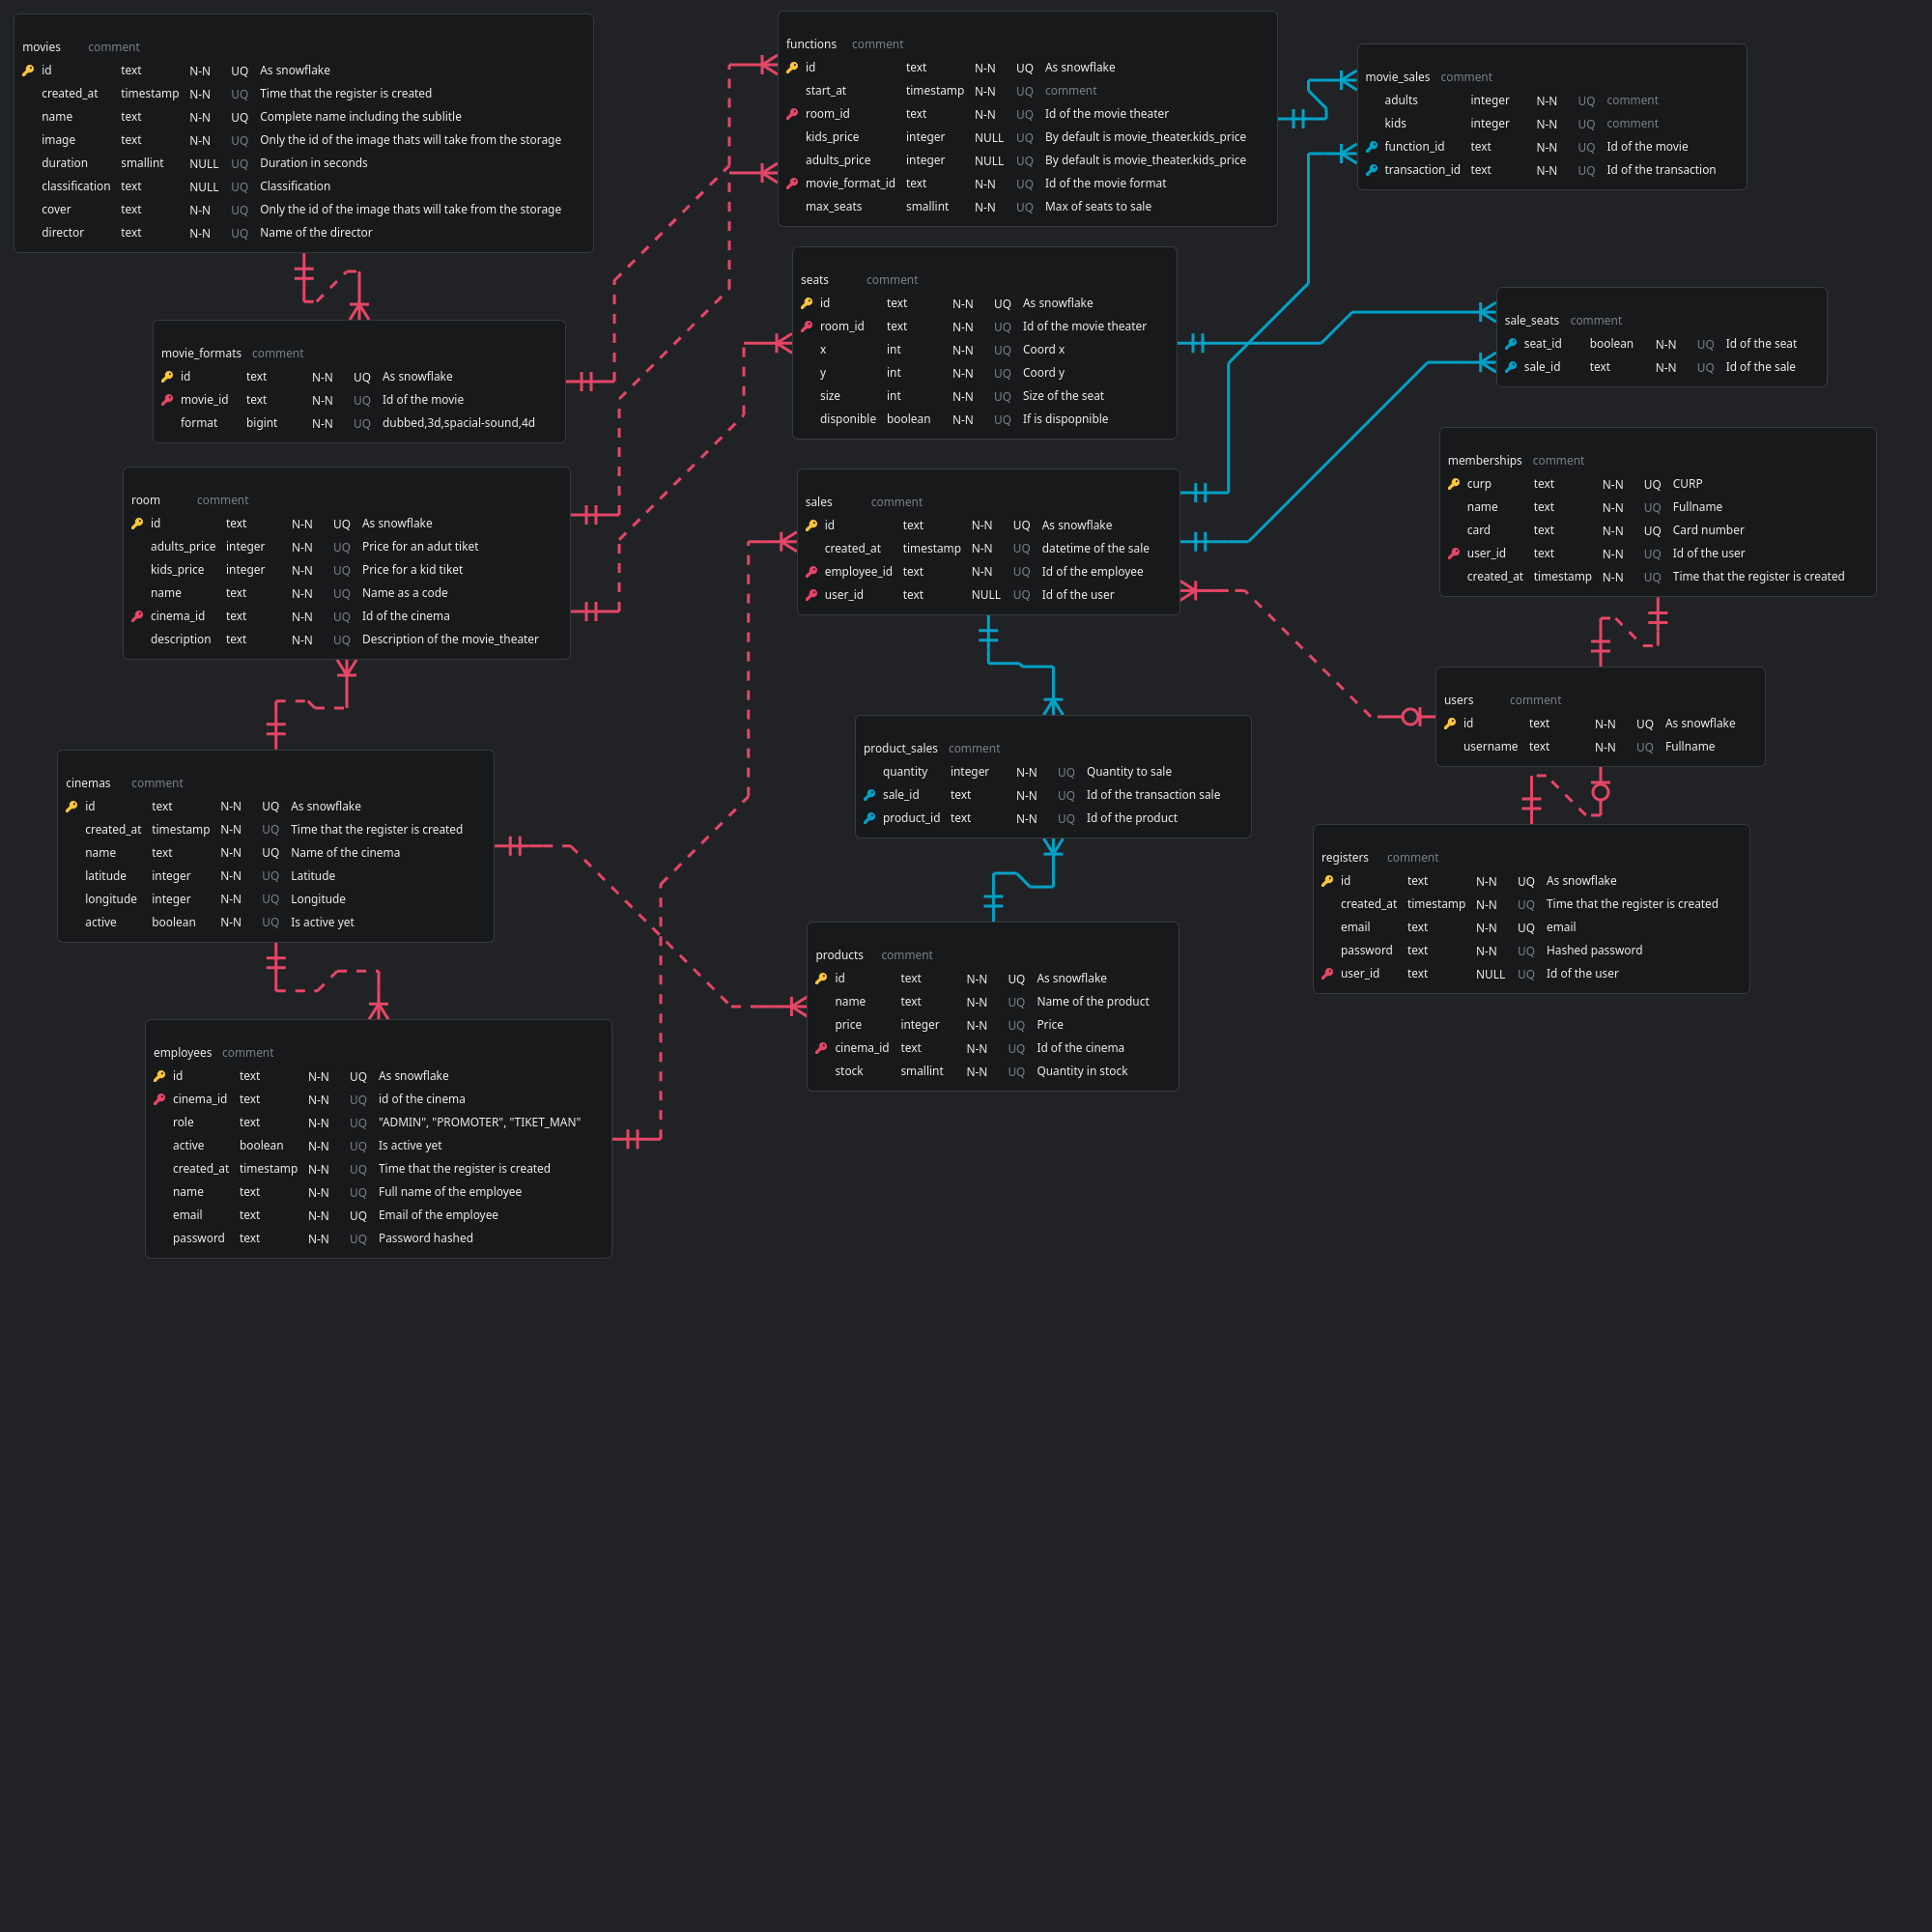 movies comment
id text N-N UQ As snowflake
created_at timestamp N-N UQ Time that the register is created
name text N-N UQ Complete name including the sublitle
image text N-N UQ Only the id of the image thats will take from the storage
duration smallint NULL UQ Duration in seconds
classification text NULL UQ Classification
cover text N-N UQ Only the id of the image thats will take from the storage
director text N-N UQ Name of the director
functions comment
id text N-N UQ As snowflake
start_at timestamp N-N UQ comment
room_id text N-N UQ Id of the movie theater
kids_price integer NULL UQ By default is movie_theater.kids_price
adults_price integer NULL UQ By default is movie_theater.kids_price
movie_format_id text N-N UQ Id of the movie format
max_seats smallint N-N UQ Max of seats to sale
movie_sales comment
adults integer N-N UQ comment
kids integer N-N UQ comment
function_id text N-N UQ Id of the movie
transaction_id text N-N UQ Id of the transaction
seats comment
id text N-N UQ As snowflake
room_id text N-N UQ Id of the movie theater
x int N-N UQ Coord x
y int N-N UQ Coord y
size int N-N UQ Size of the seat
disponible boolean N-N UQ If is dispopnible
sale_seats comment
seat_id boolean N-N UQ Id of the seat
sale_id text N-N UQ Id of the sale
movie_formats comment
id text N-N UQ As snowflake
movie_id text N-N UQ Id of the movie
format bigint N-N UQ dubbed,3d,spacial-sound,4d
room comment
id text N-N UQ As snowflake
adults_price integer N-N UQ Price for an adut tiket
kids_price integer N-N UQ Price for a kid tiket
name text N-N UQ Name as a code
cinema_id text N-N UQ Id of the cinema
description text N-N UQ Description of the movie_theater
sales comment
id text N-N UQ As snowflake
created_at timestamp N-N UQ datetime of the sale
employee_id text N-N UQ Id of the employee
user_id text NULL UQ Id of the user
memberships comment
curp text N-N UQ CURP
name text N-N UQ Fullname
card text N-N UQ Card number
user_id text N-N UQ Id of the user
created_at timestamp N-N UQ Time that the register is created
users comment
id text N-N UQ As snowflake
username text N-N UQ Fullname
product_sales comment
quantity integer N-N UQ Quantity to sale
sale_id text N-N UQ Id of the transaction sale
product_id text N-N UQ Id of the product
cinemas comment
id text N-N UQ As snowflake
created_at timestamp N-N UQ Time that the register is created
name text N-N UQ Name of the cinema
latitude integer N-N UQ Latitude
longitude integer N-N UQ Longitude
active boolean N-N UQ Is active yet
registers comment
id text N-N UQ As snowflake
created_at timestamp N-N UQ Time that the register is created
email text N-N UQ email
password text N-N UQ Hashed password
user_id text NULL UQ Id of the user
products comment
id text N-N UQ As snowflake
name text N-N UQ Name of the product
price integer N-N UQ Price
cinema_id text N-N UQ Id of the cinema
stock smallint N-N UQ Quantity in stock
employees comment
id text N-N UQ As snowflake
cinema_id text N-N UQ id of the cinema
role text N-N UQ "ADMIN", "PROMOTER", "TIKET_MAN"
active boolean N-N UQ Is active yet
created_at timestamp N-N UQ Time that the register is created
name text N-N UQ Full name of the employee
email text N-N UQ Email of the employee
password text N-N UQ Password hashed